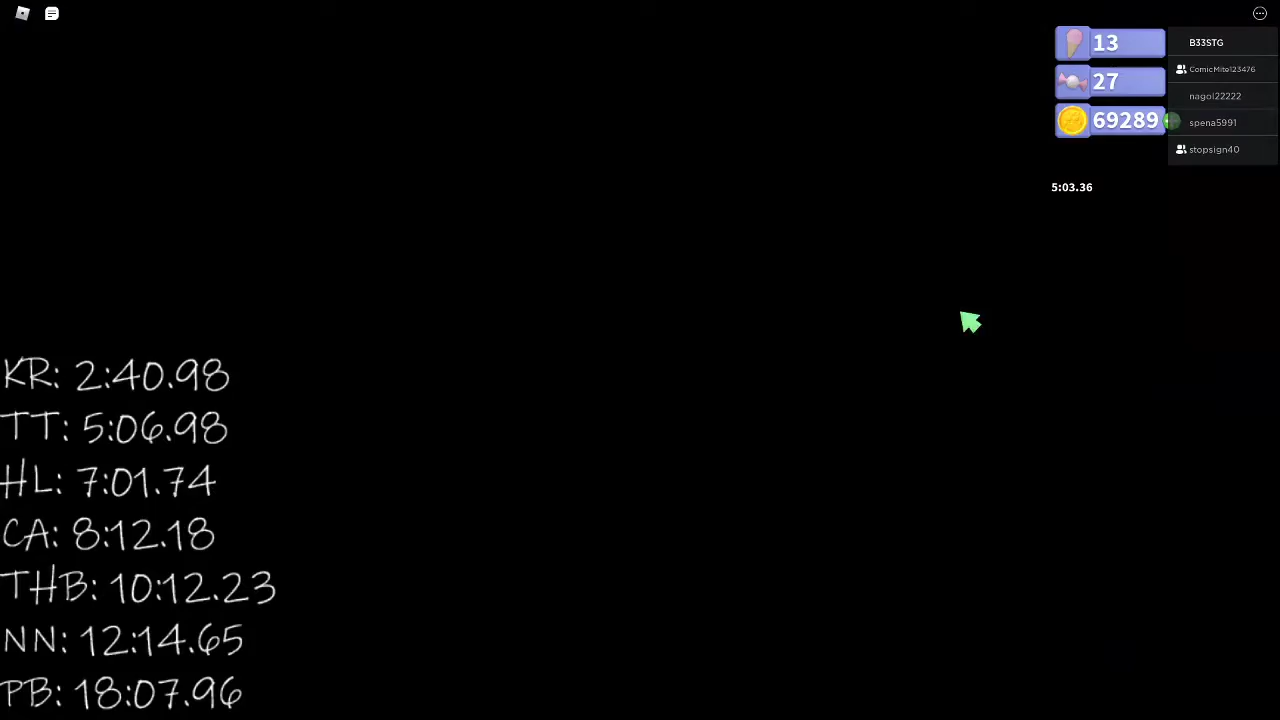 13
27
69289
B33STG
ComicMite123476
nagol22222
spena5991
stopsign40
5:03.36
KR: 2:40.98
TT: 5:06.98
HL: 7:01.74
CA: 8:12.18
THB: 10:12.23
NN: 12:14.65
PB: 18:07.96